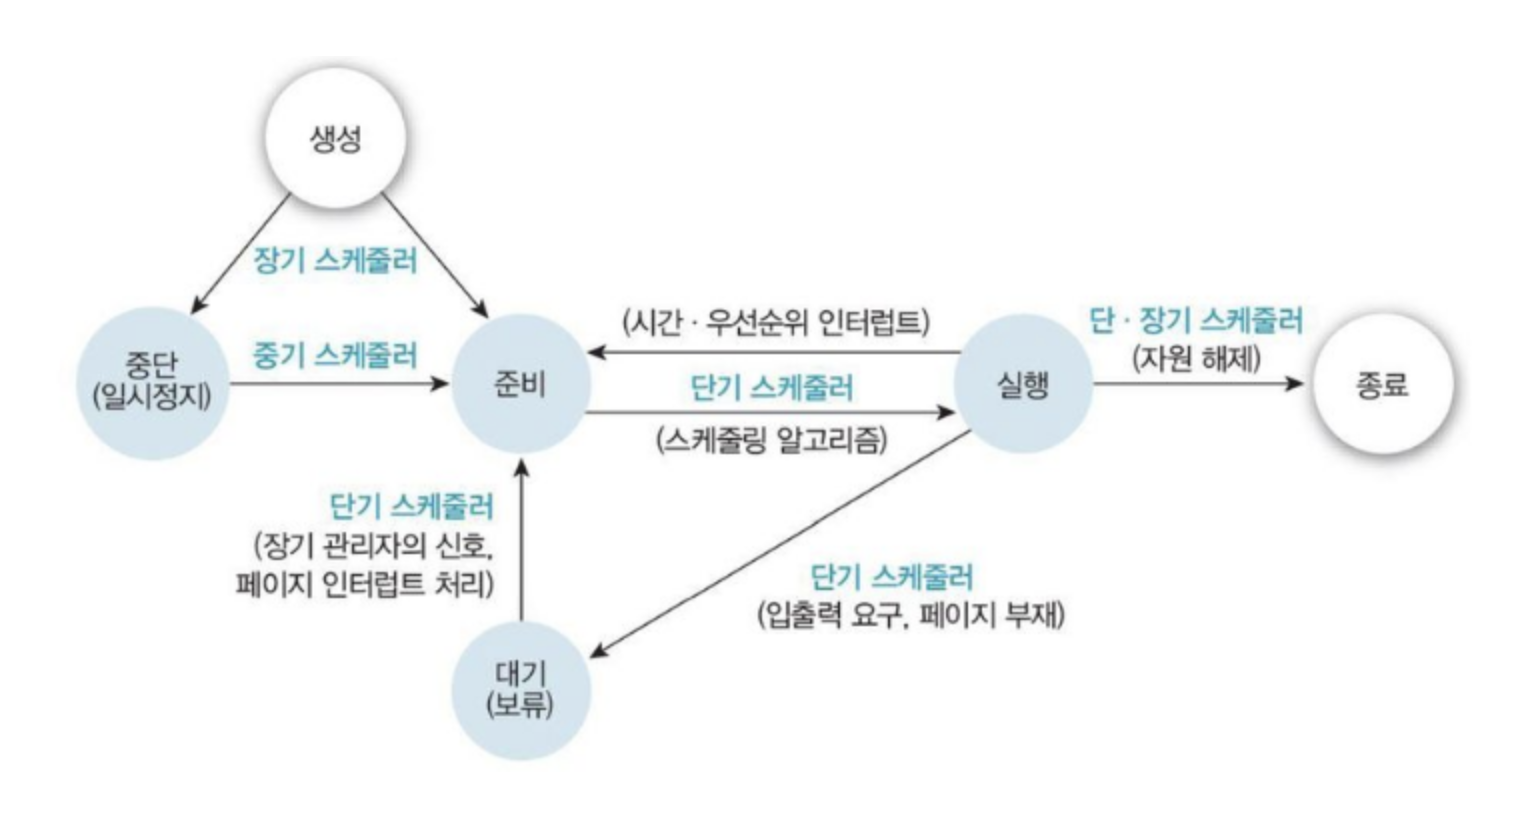 생성
장기 스케줄러
중단
(일시정지)
중기 스케줄러
준비
(시간 · 우선순위 인터럽트)
단기 스케줄러
(스케줄링 알고리즘)
실행
단 · 장기 스케줄러
(자원 해제)
종료
단기 스케줄러
(장기 관리자의 신호,
페이지 인터럽트 처리)
단기 스케줄러
(입출력 요구, 페이지 부재)
대기
(보류)